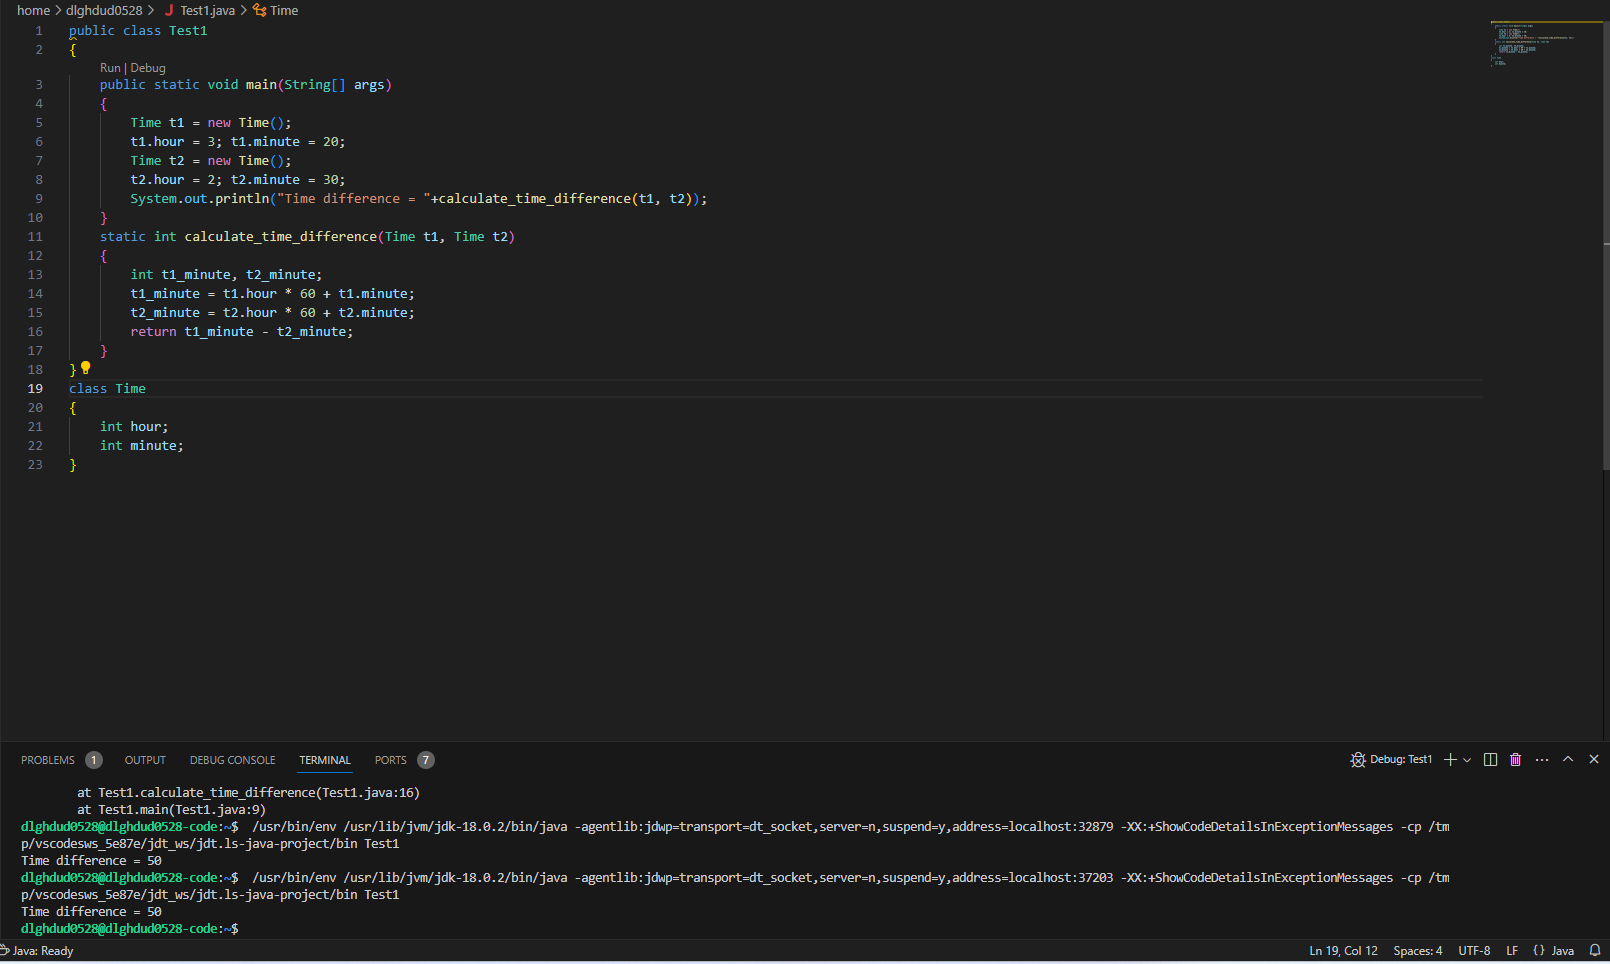 home > dlghdud0528 > J Test1.java > Time
1 public class Test1
2 {
Run | Debug
3 public static void main(String[] args)
4 {
5 Time t1 = new Time();
6 t1.hour = 3; t1.minute = 20;
7 Time t2 = new Time();
8 t2.hour = 2; t2.minute = 30;
9 System.out.println("Time difference = "+calculate_time_difference(t1, t2));
10 }
11 static int calculate_time_difference(Time t1, Time t2)
12 {
13 int t1_minute, t2_minute;
14 t1_minute = t1.hour * 60 + t1.minute;
15 t2_minute = t2.hour * 60 + t2.minute;
16 return t1_minute - t2_minute;
17 }
18 }
19 class Time
20 {
21 int hour;
22 int minute;
23 }
PROBLEMS 1 OUTPUT DEBUG CONSOLE TERMINAL PORTS 7 Debug: Test1
at Test1.calculate_time_difference(Test1.java:16)
at Test1.main(Test1.java:9)
dlghdud0528@dlghdud0528-code:~$ /usr/bin/env /usr/lib/jvm/jdk-18.0.2/bin/java -agentlib:jdwp=transport=dt_socket,server=n,suspend=y,address=localhost:32879 -XX:+ShowCodeDetailsInExceptionMessages -cp /tm
p/vscodesws_5e87e/jdt_ws/jdt.ls-java-project/bin Test1
Time difference = 50
dlghdud0528@dlghdud0528-code:~$ /usr/bin/env /usr/lib/jvm/jdk-18.0.2/bin/java -agentlib:jdwp=transport=dt_socket,server=n,suspend=y,address=localhost:37203 -XX:+ShowCodeDetailsInExceptionMessages -cp /tm
p/vscodesws_5e87e/jdt_ws/jdt.ls-java-project/bin Test1
Time difference = 50
dlghdud0528@dlghdud0528-code:~$
Java: Ready Ln 19, Col 12 Spaces: 4 UTF-8 LF {} Java